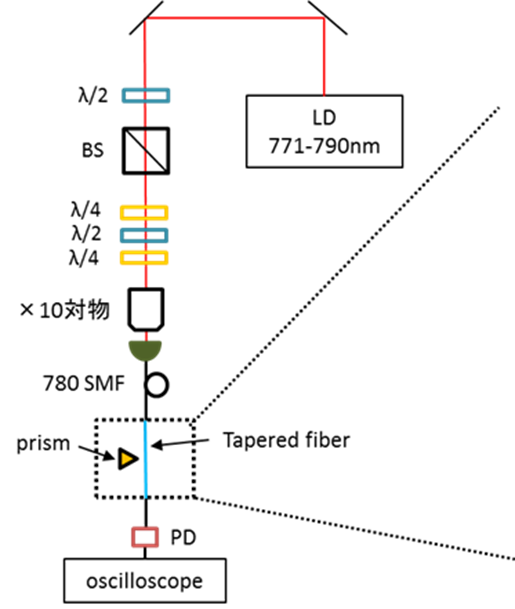 λ/2
LD
771-790nm
BS
λ/4
λ/2
λ/4
×10対物
780 SMF
prism
Tapered fiber
PD
oscilloscope